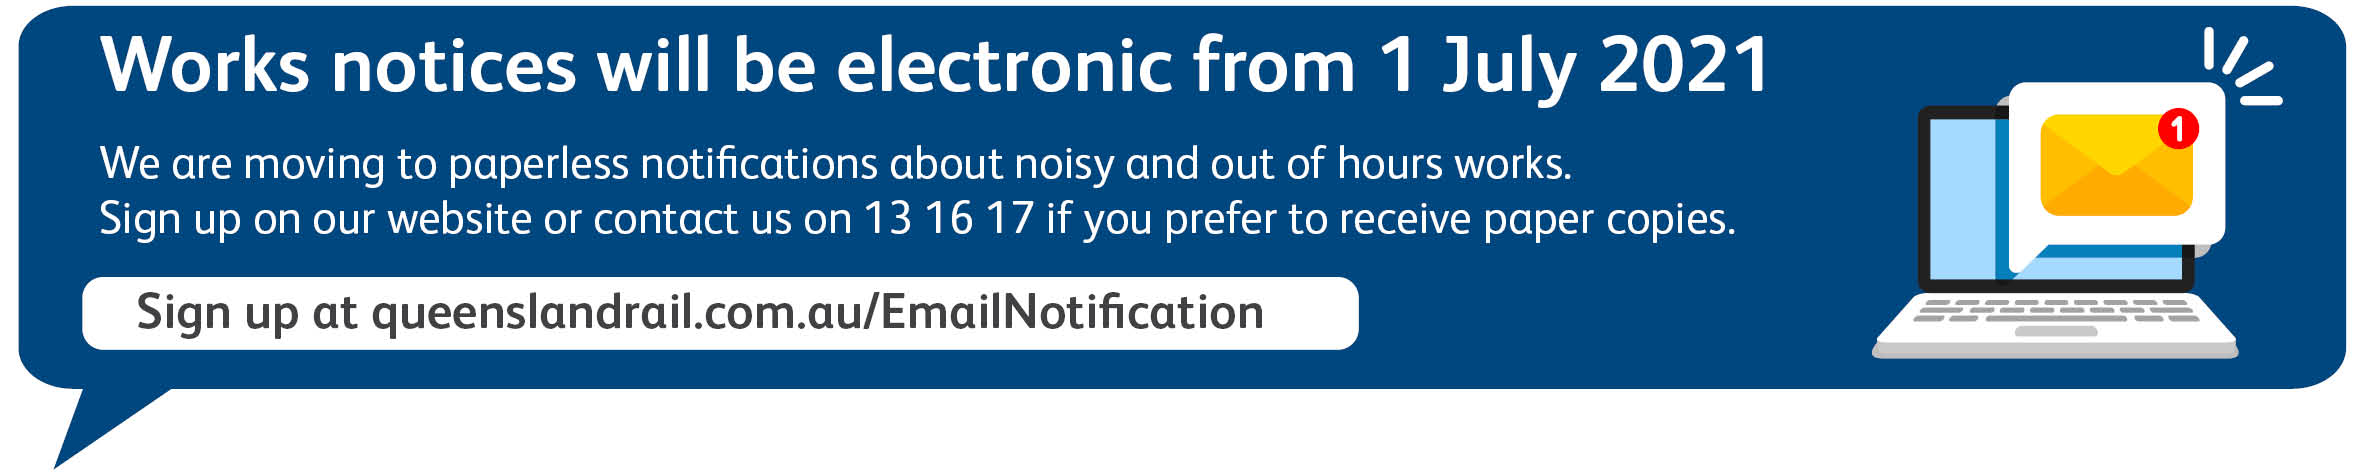 Works notices will be electronic from 1 July 2021
1
We are moving to paperless notifications about noisy and out of hours works.
Sign up on our website or contact us on 13 16 17 if you prefer to receive paper copies.
Sign up at queenslandrail.com.au/EmailNotification